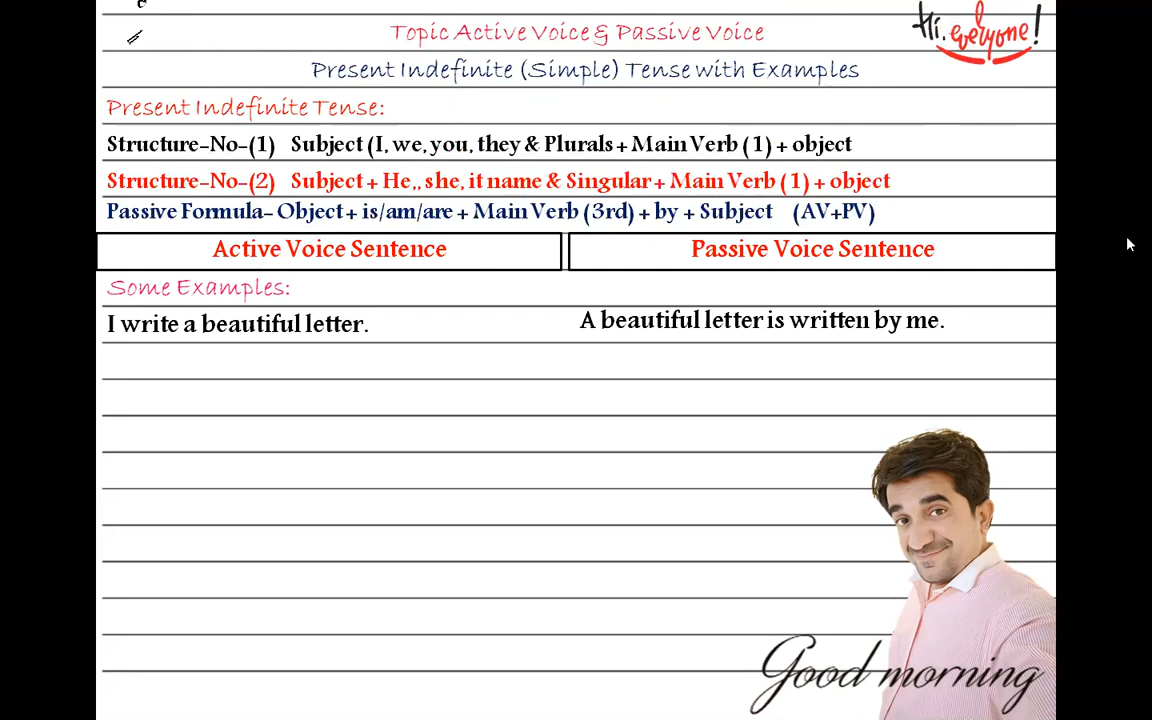 Hi, everyone!
Topic Active Voice & Passive Voice
Present Indefinite (Simple) Tense with Examples
Present Indefinite Tense:
Structure-No-(1) Subject (I, we, you, they & Plurals + Main Verb (1) + object
Structure-No-(2) Subject + He,, she, it name & Singular + Main Verb (1) + object
Passive Formula- Object + is/am/are + Main Verb (3rd) + by + Subject (AV+PV)
Active Voice Sentence Passive Voice Sentence
Some Examples:
I write a beautiful letter. A beautiful letter is written by me.
Good morning